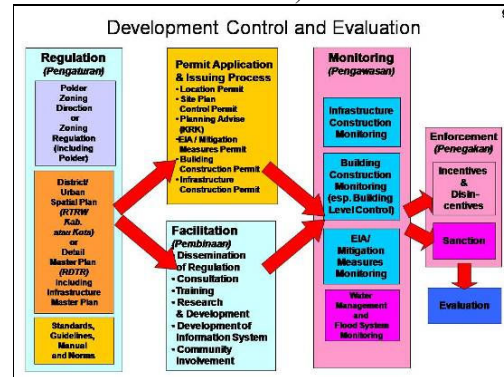 Development Control and Evaluation
Regulation
(Pengaturan)
Polder
Zoning
Direction
or
Zoning
Regulation
(including
Polder)
District/
Urban
Spatial Plan
(RTRW
Kab.
atau Kota)
or
Detail
Master Plan
(RDTR)
including
Infrastructure
Master Plan
Standards,
Guidelines,
Manual
and Norms
Permit Application
& Issuing Process
• Location Permit
• Site Plan
Control Permit
• Planning Advise
(KRK)
• EIA / Mitigation
Measures Permit
• Building
Construction Permit
• Infrastructure
Construction Permit
Facilitation
(Pembinaan)
• Dissemination
of Regulation
• Consultation
• Training
• Research
& Development
• Development of
Information System
• Community
Involvement
Monitoring
(Pengawasan)
Infrastructure
Construction
Monitoring
Building
Construction
Monitoring
(esp. Building
Level Control)
EIA/
Mitigation
Measures
Monitoring
Water
Management
and
Flood System
Monitoring
Enforcement
(Penegakan)
Incentives
&
Disin-
centives
Sanction
Evaluation